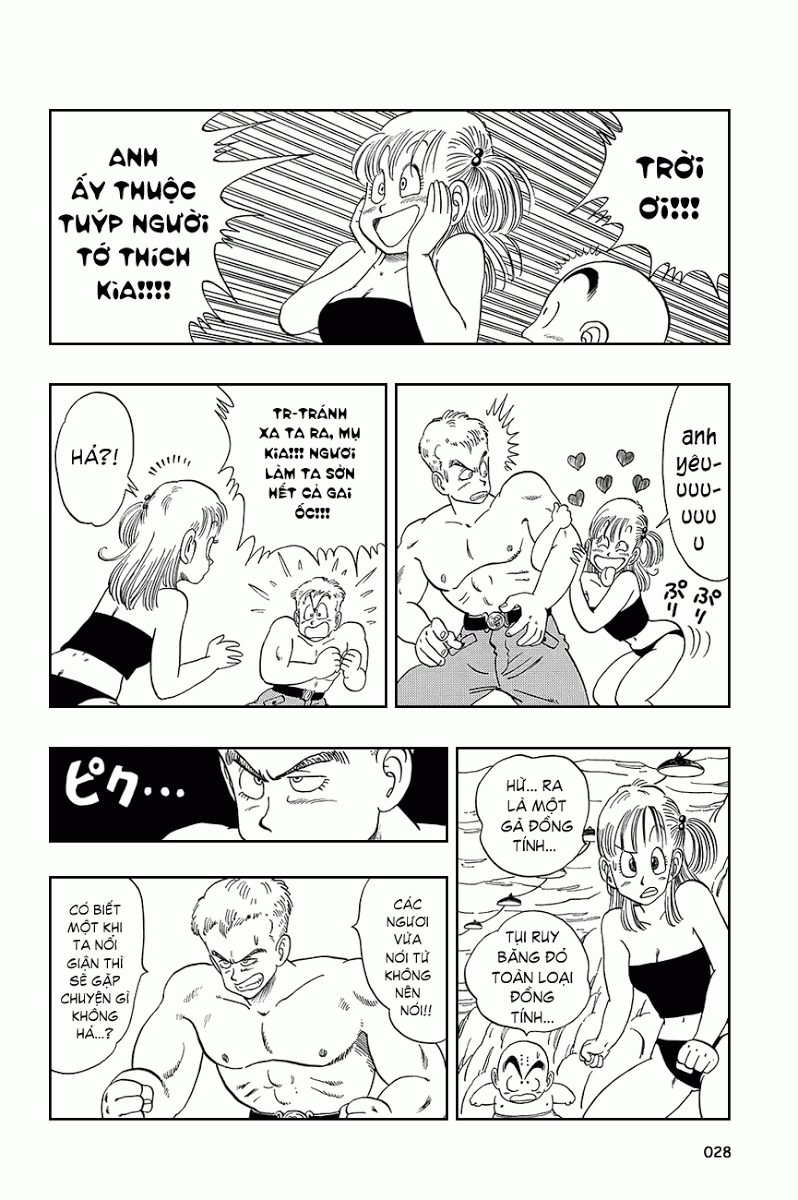 TRỜI
ƠI!!!
ANH
ẤY THUỘC
TUÝP NGƯỜI
TỚ THÍCH
KÌA!!!!
anh
yêu-
uuu-
uuu
u
ぷりぷり
TR-TRÁNH
XA TA RA, MỤ
KIA!!! NGƯƠI
LÀM TA SỞN
HẾT CẢ GAI
ỐC!!!
HẢ?!
HỪ... RA
LÀ MỘT
GÃ ĐỒNG
TÍNH...
TỤI RUY
BĂNG ĐỎ
TOÀN LOẠI
ĐỒNG
TÍNH...
ピク...
CÁC
NGƯƠI
VỪA
NÓI TỪ
KHÔNG
NÊN
NÓI!!
CÓ BIẾT
MỘT KHI
TA NỔI
GIẬN THÌ
SẼ GẶP
CHUYỆN GÌ
KHÔNG
HẢ...?
028